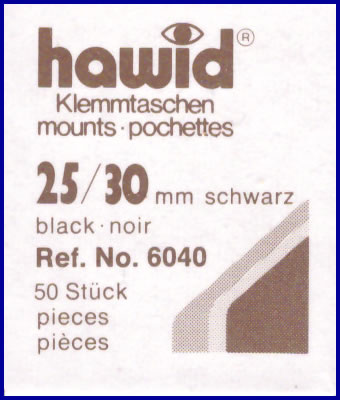 hawid®
Klemmtaschen
mounts · pochettes
25/30 mm schwarz
black · noir
Ref. No. 6040
50 Stück
pieces
pièces